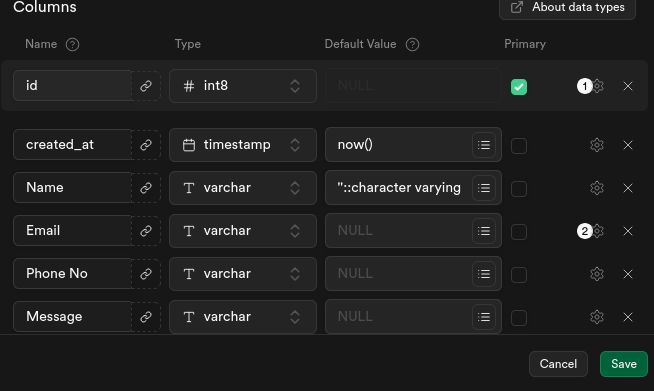 Columns
About data types
Name Type Default Value Primary
id int8 NULL 1
created_at timestamp now()
Name varchar ''::character varying
Email varchar NULL 2
Phone No varchar NULL
Message varchar NULL
Cancel Save